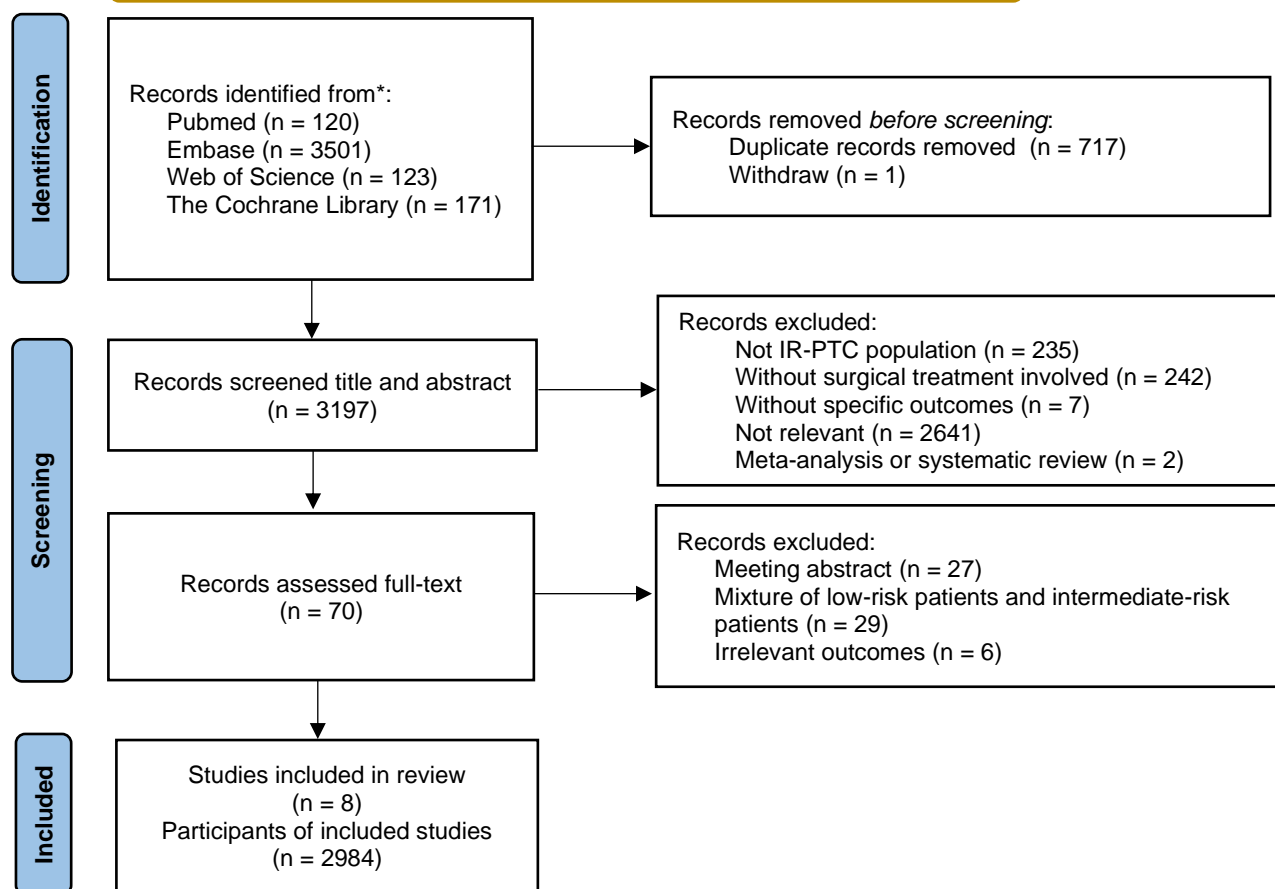 Identification
Records identified from*:
Pubmed (n = 120)
Embase (n = 3501)
Web of Science (n = 123)
The Cochrane Library (n = 171)
Records removed before screening:
Duplicate records removed (n = 717)
Withdraw (n = 1)
Screening
Records screened title and abstract
(n = 3197)
Records excluded:
Not IR-PTC population (n = 235)
Without surgical treatment involved (n = 242)
Without specific outcomes (n = 7)
Not relevant (n = 2641)
Meta-analysis or systematic review (n = 2)
Records assessed full-text
(n = 70)
Records excluded:
Meeting abstract (n = 27)
Mixture of low-risk patients and intermediate-risk
patients (n = 29)
Irrelevant outcomes (n = 6)
Included
Studies included in review
(n = 8)
Participants of included studies
(n = 2984)